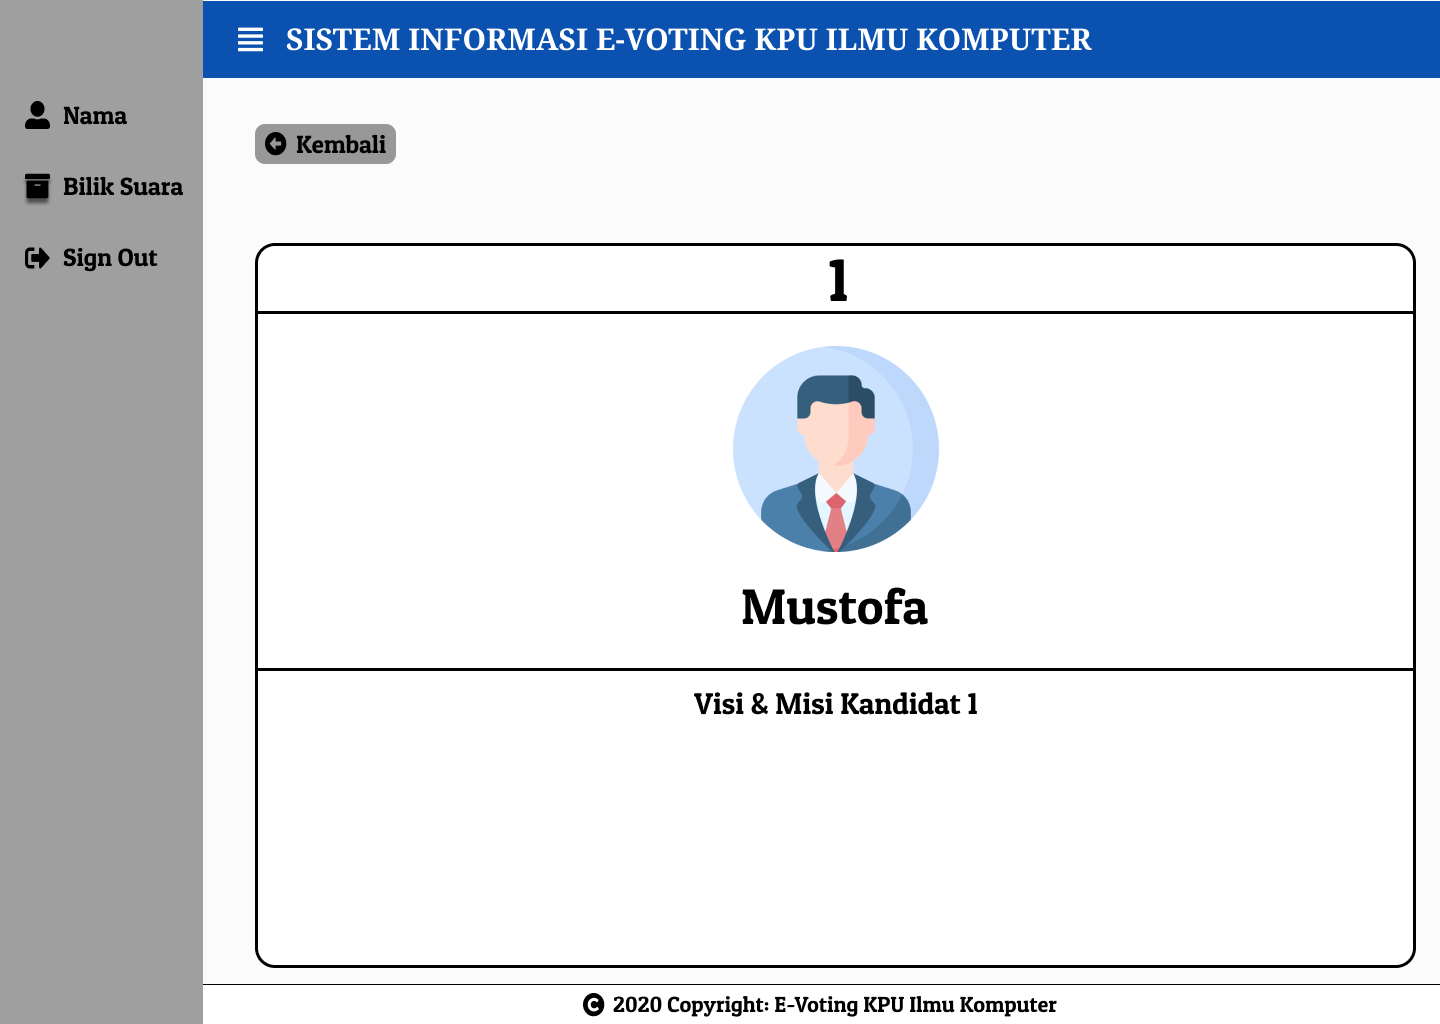 SISTEM INFORMASI E-VOTING KPU ILMU KOMPUTER
Nama
Bilik Suara
Sign Out
Kembali
1
Mustofa
Visi & Misi Kandidat 1
2020 Copyright: E-Voting KPU Ilmu Komputer